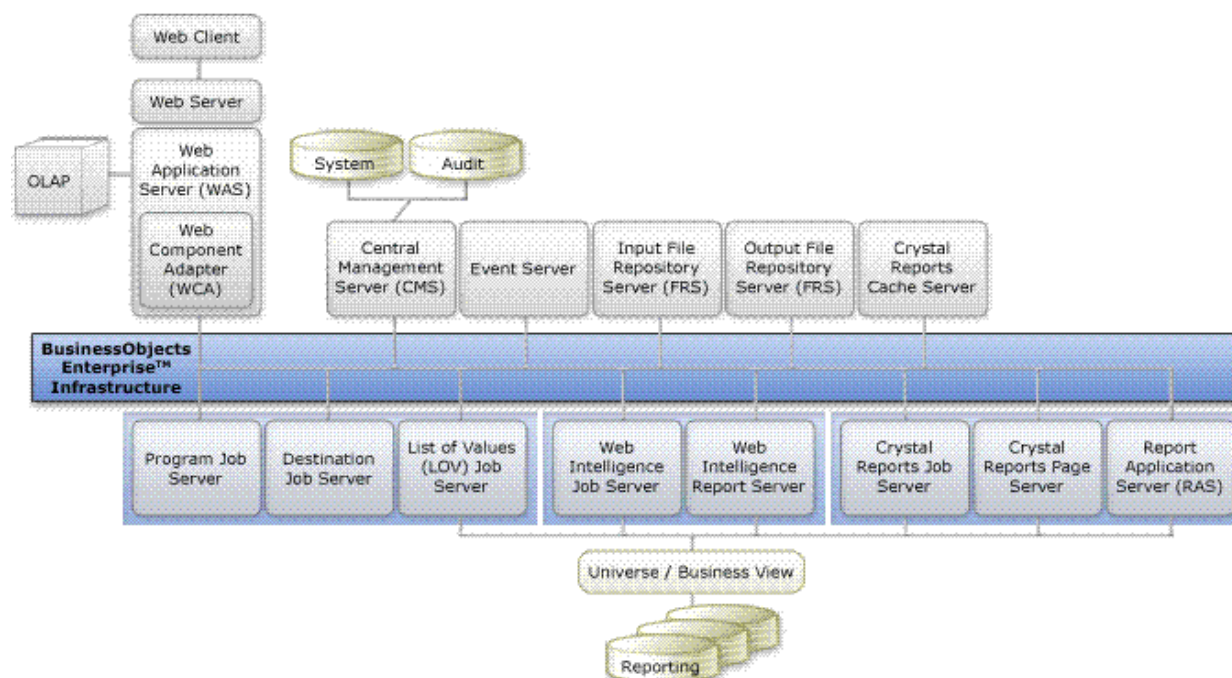 Web Client
Web Server
OLAP
Web
Application
Server (WAS)
Web
Component
Adapter
(WCA)
System
Audit
Central
Management
Server (CMS)
Event Server
Input File
Repository
Server (FRS)
Output File
Repository
Server (FRS)
Crystal
Reports
Cache Server
BusinessObjects
Enterprise™
Infrastructure
Program Job
Server
Destination
Job Server
List of Values
(LOV) Job
Server
Web
Intelligence
Job Server
Web
Intelligence
Report Server
Crystal
Reports Job
Server
Crystal
Reports Page
Server
Report
Application
Server (RAS)
Universe / Business View
Reporting